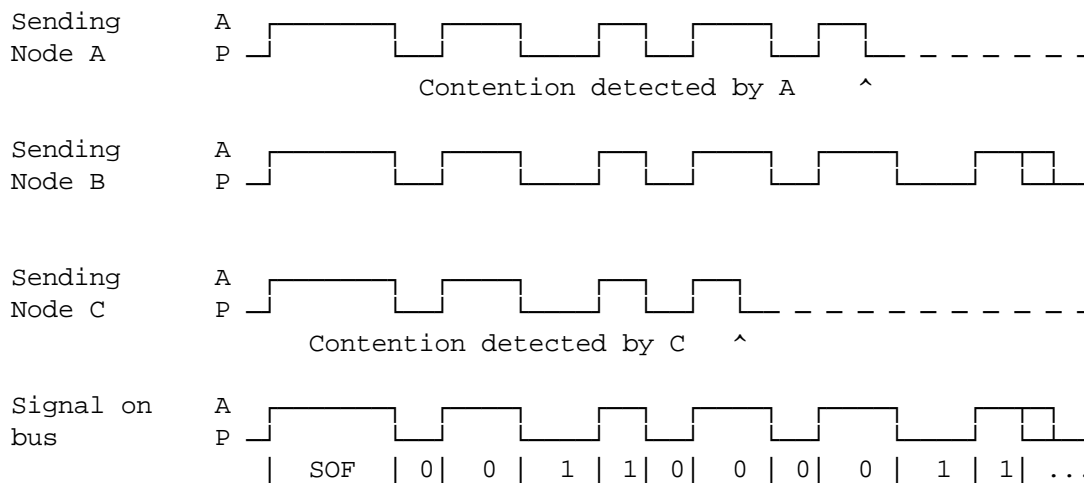 Sending A
Node A P
Contention detected by A ^
Sending A
Node B P
Sending A
Node C P
Contention detected by C ^
Signal on A
bus P
| SOF | 0| 0 | 1 | 1| 0 | 0 | 0| 0 | 1 | 1| ...